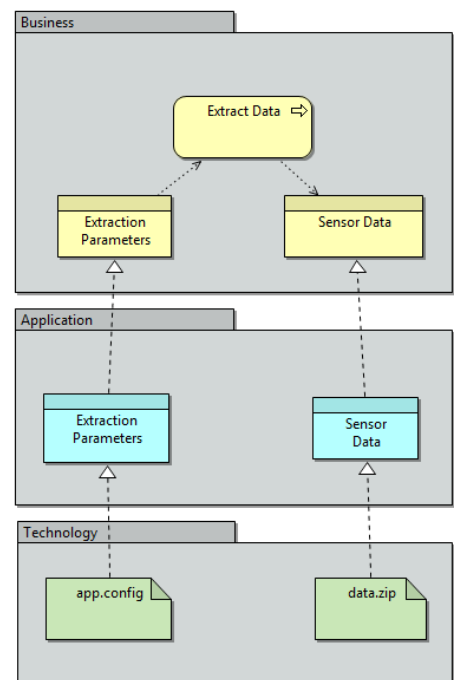 Business
Extract Data
Extraction
Parameters
Sensor Data
Application
Extraction
Parameters
Sensor
Data
Technology
app.config
data.zip